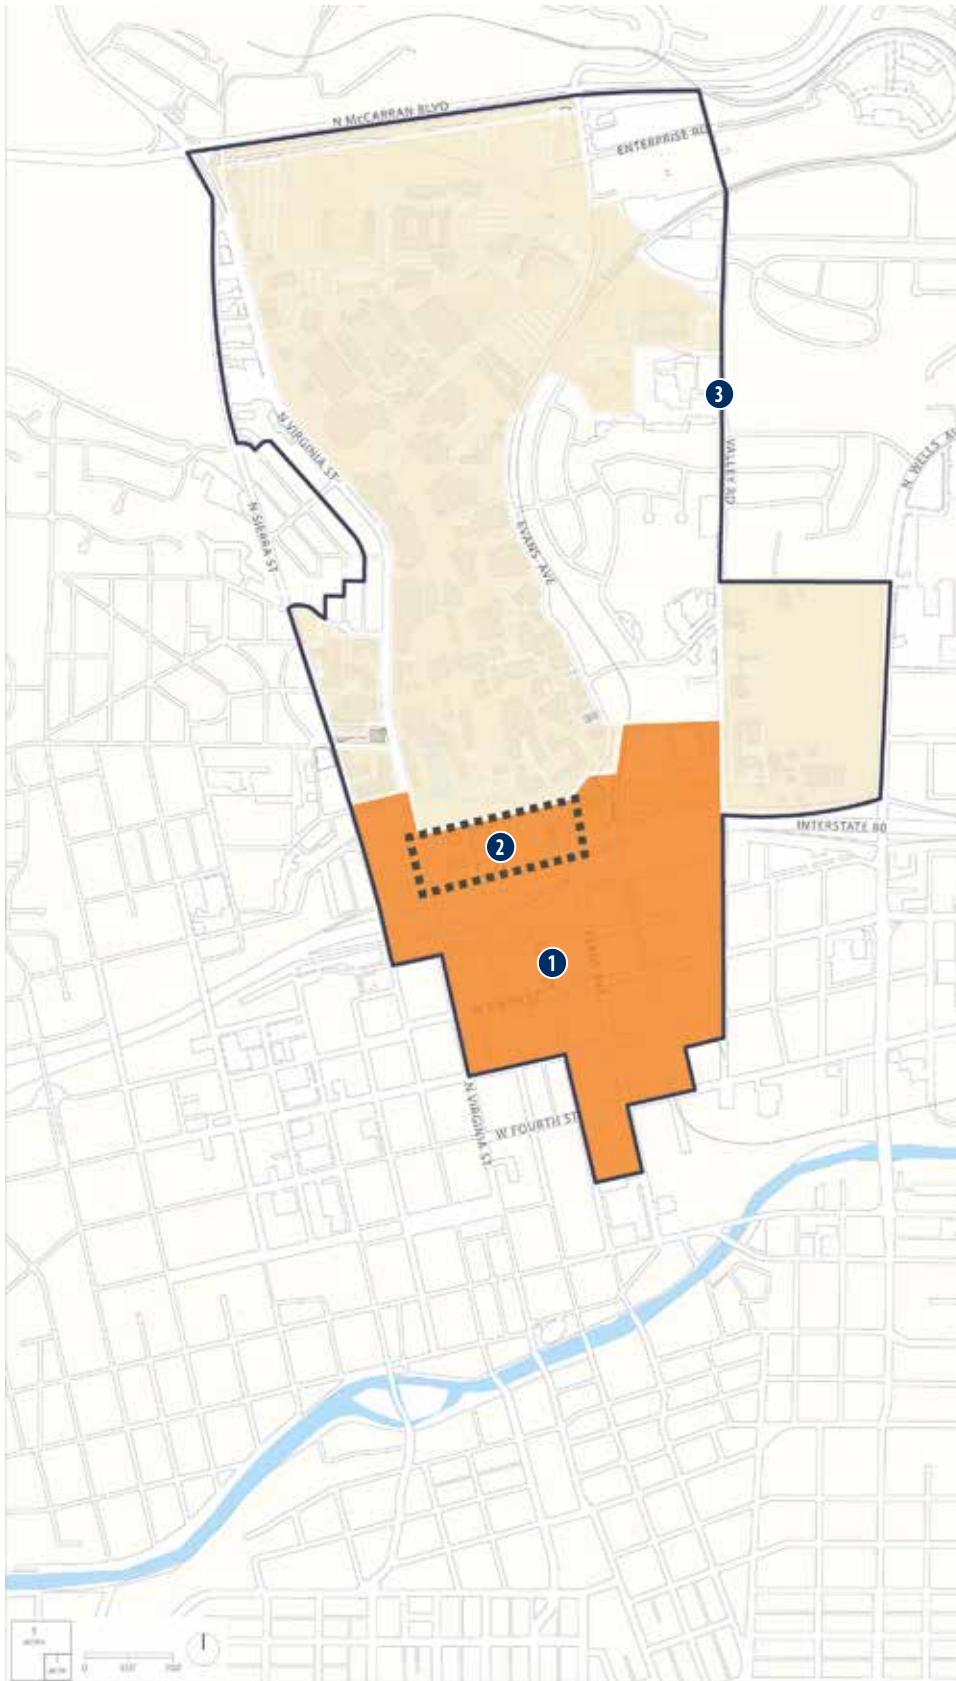 N McCARRAN BLVD
ENTERPRISE RD
3
N VIRGINIA ST
VALLEY RD
N WELLS AV
N SIERRA ST
EVANS AVE
INTERSTATE 80
2
1
N VIRGINIA ST
W FOURTH ST
0